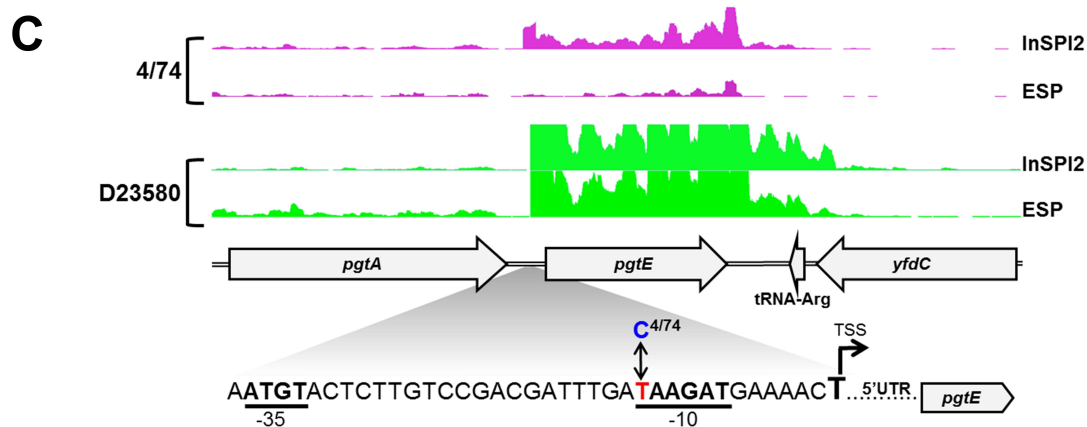 C
4/74
InSPI2
ESP
D23580
InSPI2
ESP
pgtA
pgtE
tRNA-Arg
yfdC
C4/74
TSS
AATGTACTCTTGTCCGACGATTTGATAAGATGAAAACT.......5'UTR
pgtE
-35
-10